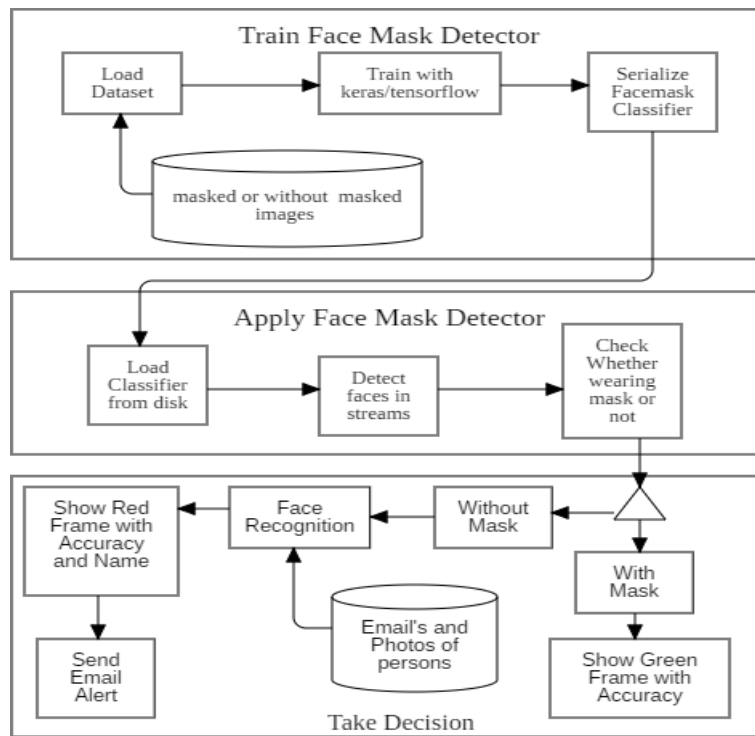 Train Face Mask Detector
Load
Dataset
Train with
keras/tensorflow
Serialize
Facemask
Classifier
masked or without masked
images
Apply Face Mask Detector
Load
Classifier
from disk
Detect
faces in
streams
Check
Whether
wearing
mask or
not
Show Red
Frame with
Accuracy
and Name
Face
Recognition
Without
Mask
With
Mask
Email's and
Photos of
persons
Send
Email
Alert
Show Green
Frame with
Accuracy
Take Decision